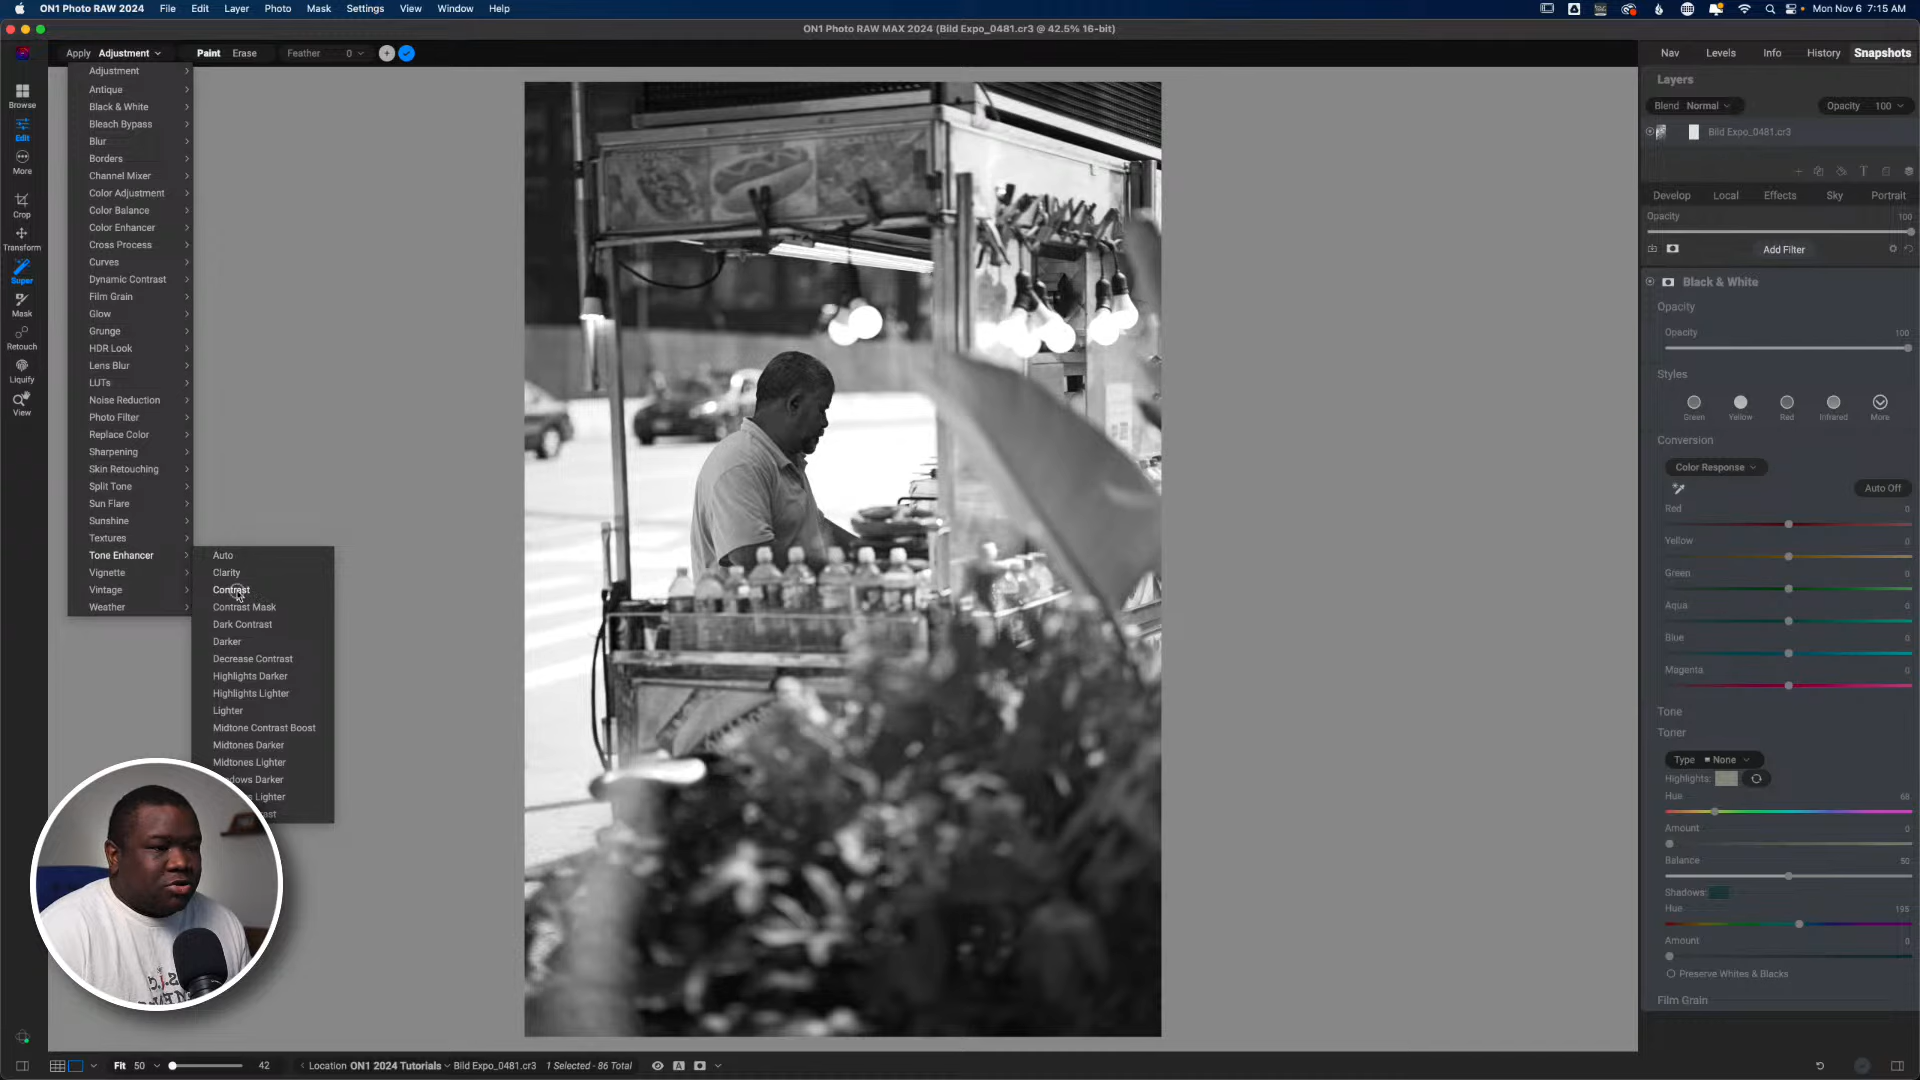 ON1 Photo RAW 2024 File Edit Layer Photo Mask Settings View Window Help
Mon Nov 6 7:15 AM
ON1 Photo RAW MAX 2024 (Bild Expo_0481.cr3 @ 42.5% 16-bit)
Apply Adjustment Paint Erase Feather 0
Nav Levels Info History Snapshots
Browse
Edit
More
Crop
Transform
Super
Mask
Retouch
Liquify
View
Adjustment
Antique
Black & White
Bleach Bypass
Blur
Borders
Channel Mixer
Color Adjustment
Color Balance
Color Enhancer
Cross Process
Curves
Dynamic Contrast
Film Grain
Glow
Grunge
HDR Look
Lens Blur
LUTs
Noise Reduction
Photo Filter
Replace Color
Sharpening
Skin Retouching
Split Tone
Sun Flare
Sunshine
Textures
Tone Enhancer
Vignette
Vintage
Weather
Auto
Clarity
Contrast
Contrast Mask
Dark Contrast
Darker
Decrease Contrast
Highlights Darker
Highlights Lighter
Lighter
Midtone Contrast Boost
Midtones Darker
Midtones Lighter
Darker
Lighter
Layers
Blend Normal Opacity 100
Bild Expo_0481.cr3
Develop Local Effects Sky Portrait
Opacity 100
Add Filter
Black & White
Opacity
Opacity 100
Styles
Green Yellow Red Infrared More
Conversion
Color Response
Auto Off
Red 0
Yellow 0
Green 0
Aqua 0
Blue 0
Magenta 0
Tone
Toner
Type None
Highlights:
Hue 68
Amount 0
Balance 50
Shadows:
Hue 195
Amount 0
Preserve Whites & Blacks
Film Grain
Fit 50 42 Location ON1 2024 Tutorials Bild Expo_0481.cr3 1 Selected - 86 Total